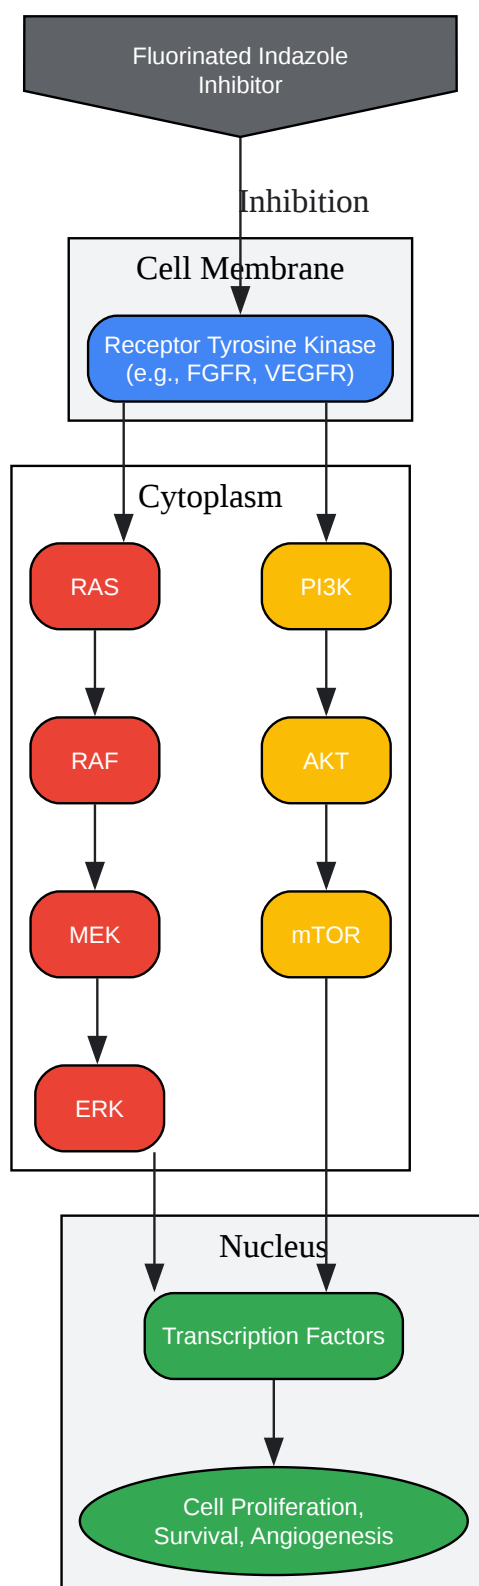 Fluorinated Indazole
Inhibitor
Inhibition
Cell Membrane
Receptor Tyrosine Kinase
(e.g., FGFR, VEGFR)
Cytoplasm
RAS
PI3K
RAF
AKT
MEK
mTOR
ERK
Nucleus
Transcription Factors
Cell Proliferation,
Survival, Angiogenesis